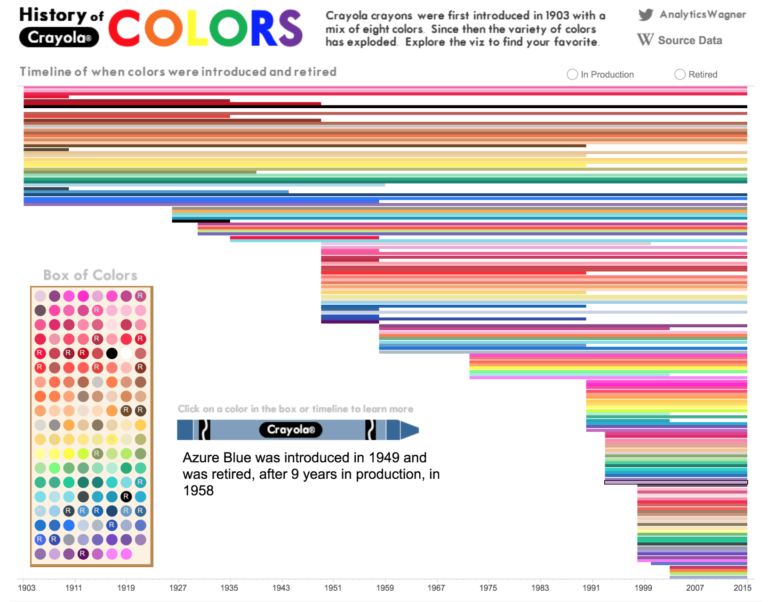 History of
Crayola®
COLORS
Crayola crayons were first introduced in 1903 with a
mix of eight colors. Since then the variety of colors
has exploded. Explore the viz to find your favorite.
AnalyticsWagner
W Source Data
Timeline of when colors were introduced and retired
In Production
Retired
Box of Colors
R
R
R
R R R R
R R R
R R
R
R
R
R
R R R R R
R
R R R
R
Click on a color in the box or timeline to learn more
Crayola®
Azure Blue was introduced in 1949 and
was retired, after 9 years in production, in
1958
1903 1911 1919 1927 1935 1943 1951 1959 1967 1975 1983 1991 1999 2007 2015